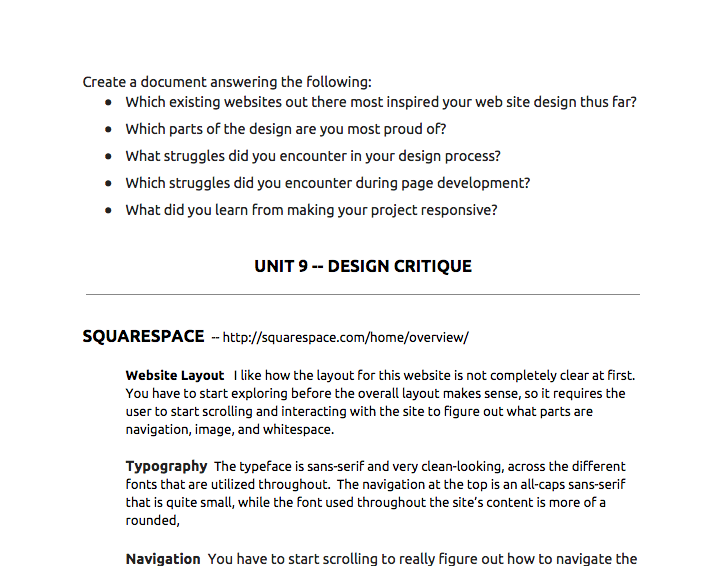 Create a document answering the following:
● Which existing websites out there most inspired your web site design thus far?
● Which parts of the design are you most proud of?
● What struggles did you encounter in your design process?
● Which struggles did you encounter during page development?
● What did you learn from making your project responsive?
UNIT 9 -- DESIGN CRITIQUE
SQUARESPACE -- http://squarespace.com/home/overview/
Website Layout I like how the layout for this website is not completely clear at first.
You have to start exploring before the overall layout makes sense, so it requires the
user to start scrolling and interacting with the site to figure out what parts are
navigation, image, and whitespace.
Typography The typeface is sans-serif and very clean-looking, across the different
fonts that are utilized throughout. The navigation at the top is an all-caps sans-serif
that is quite small, while the font used throughout the site's content is more of a
rounded,
Navigation You have to start scrolling to really figure out how to navigate the